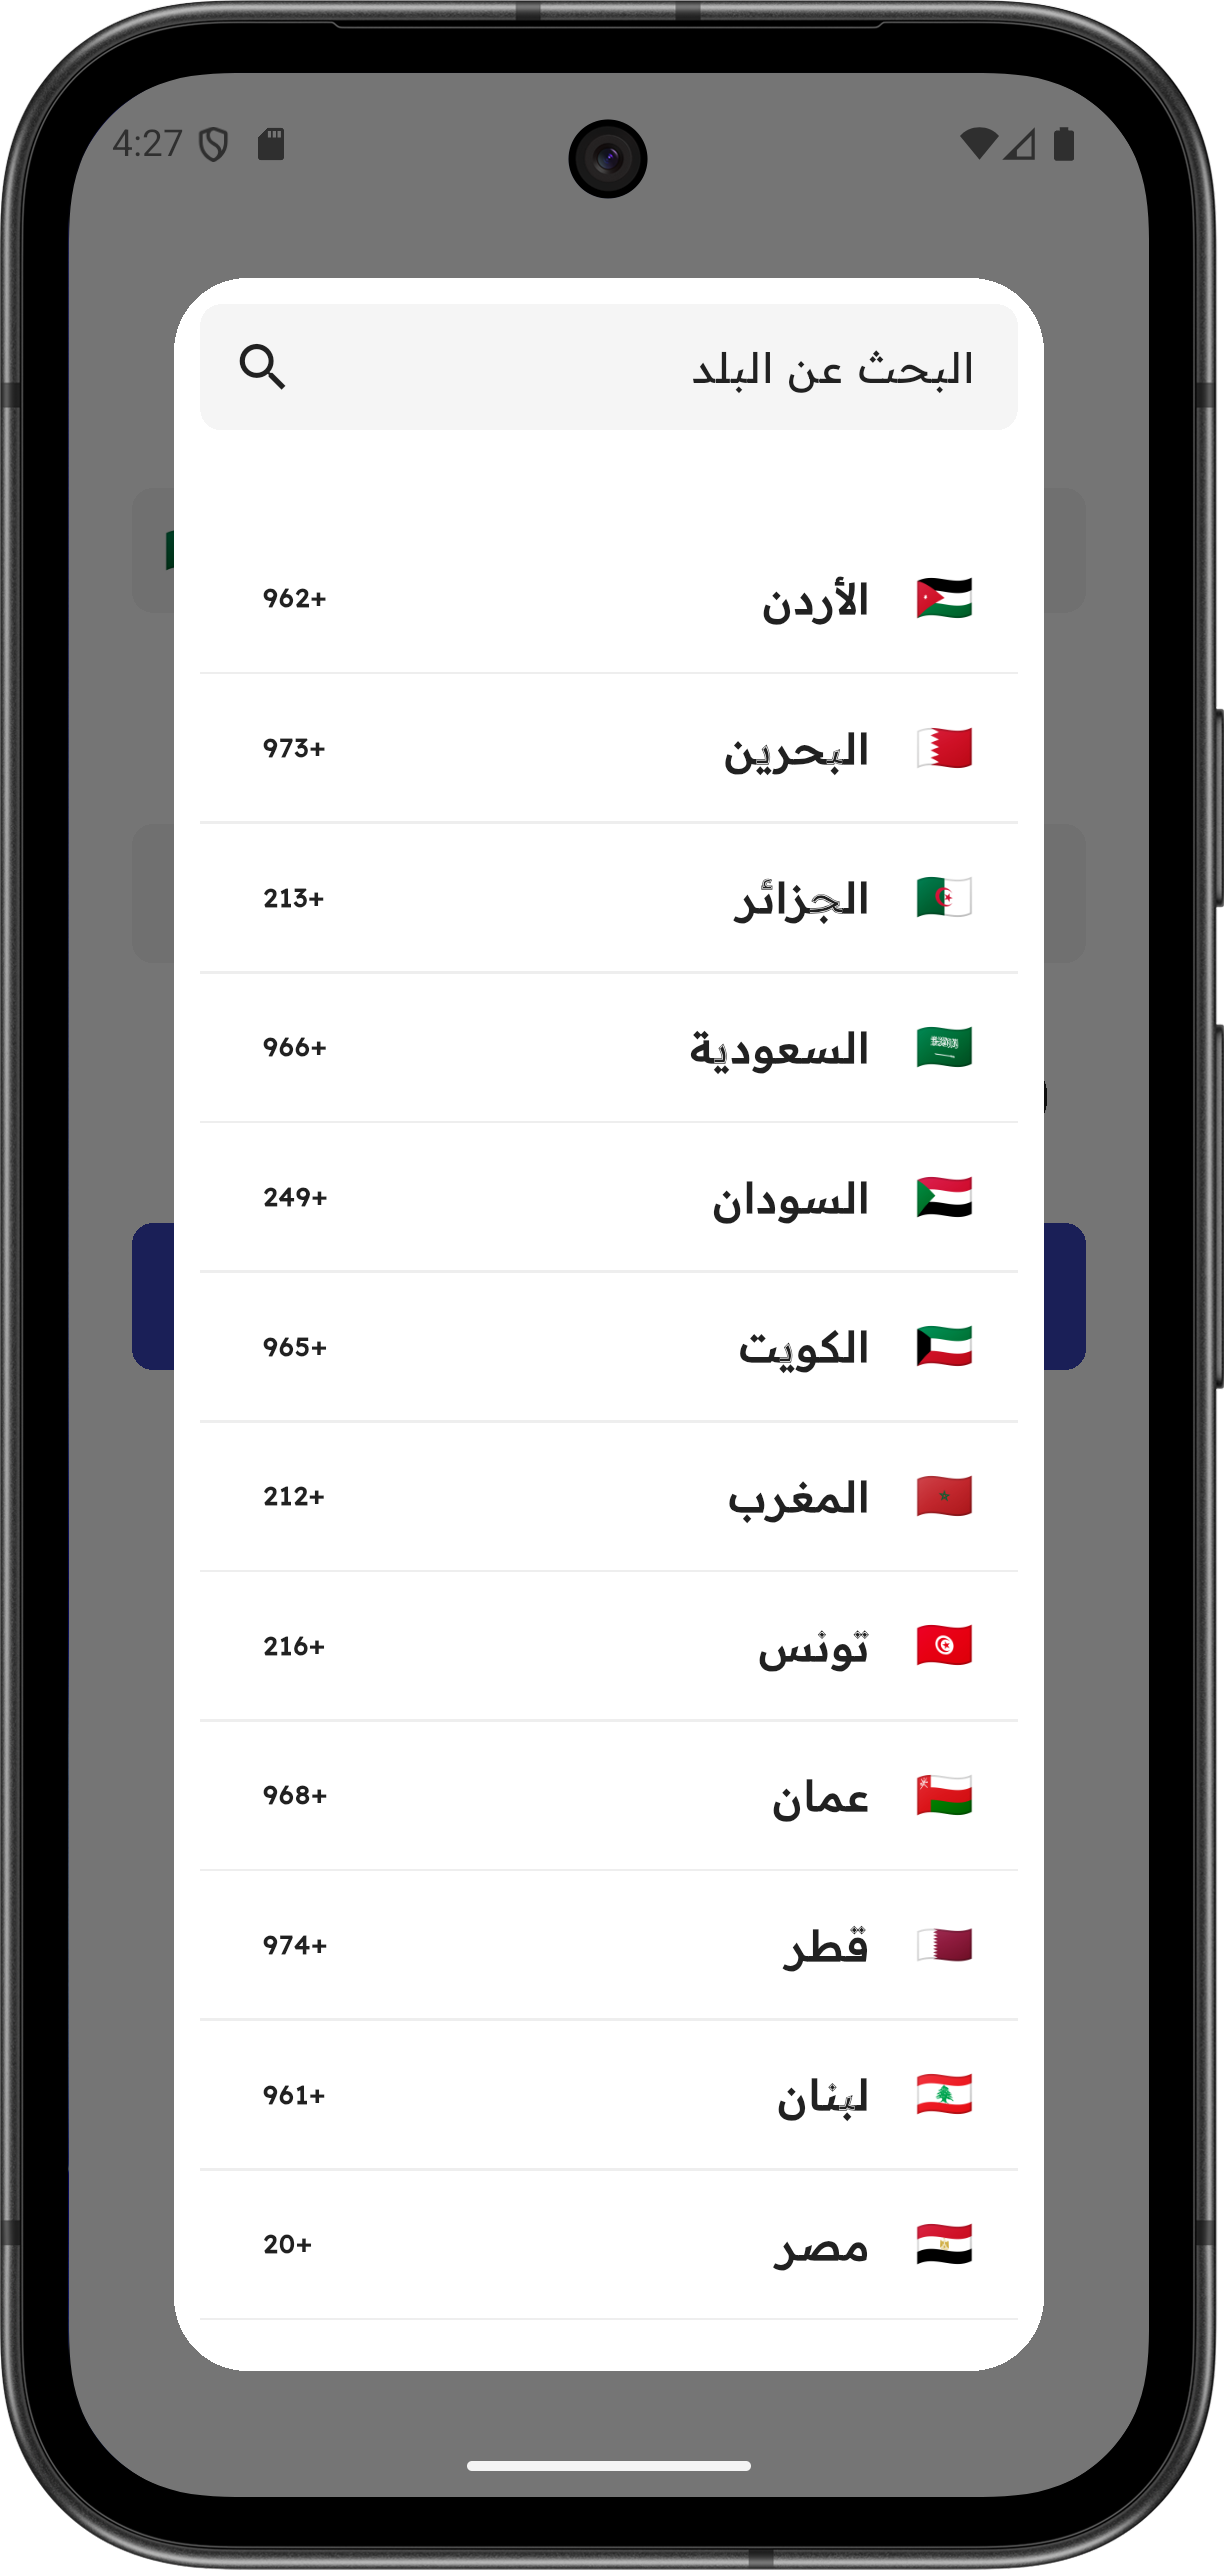 4:27
البحث عن البلد
الأردن 962+
البحرين 973+
الجزائر 213+
السعودية 966+
السودان 249+
الكويت 965+
المغرب 212+
تونس 216+
عمان 968+
قطر 974+
لبنان 961+
مصر 20+